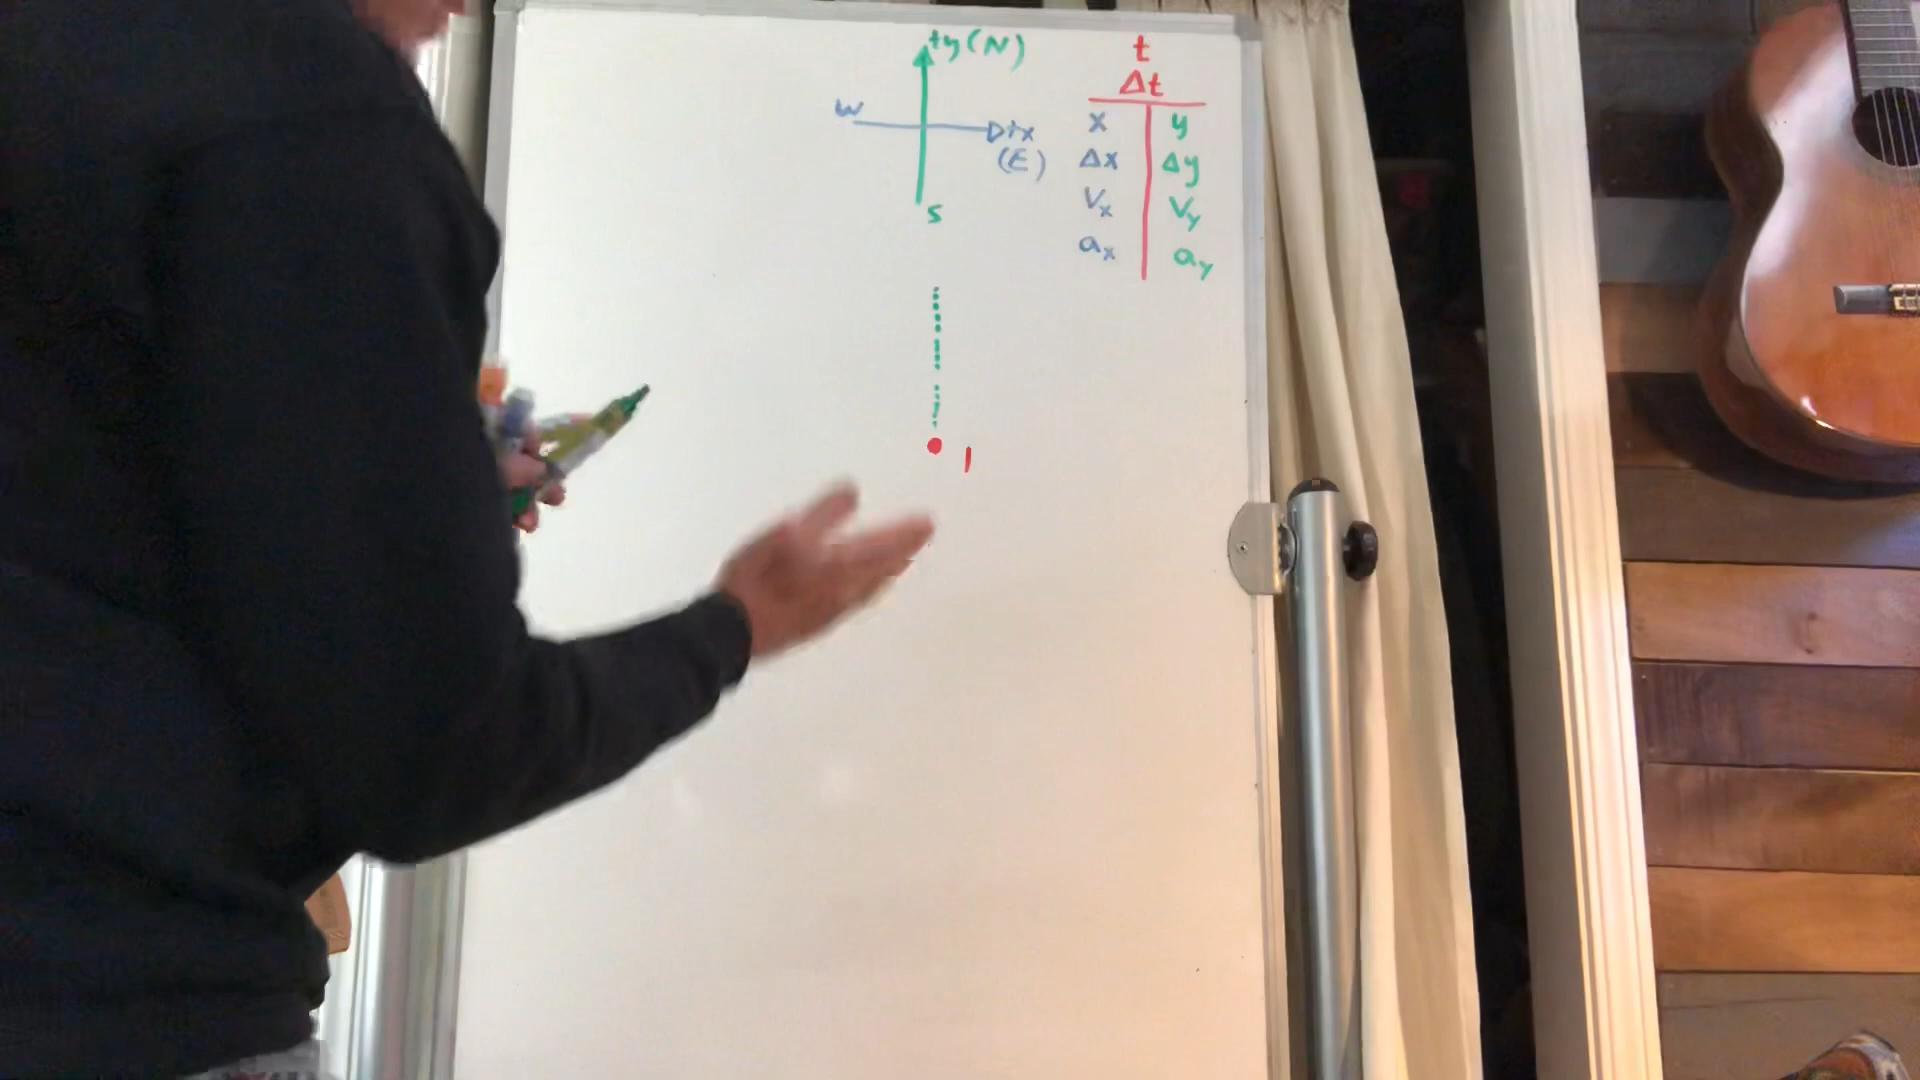 +y (N)
W
+x
(E)
S
t
Δt
x y
Δx Δy
Vx Vy
ax ay
1